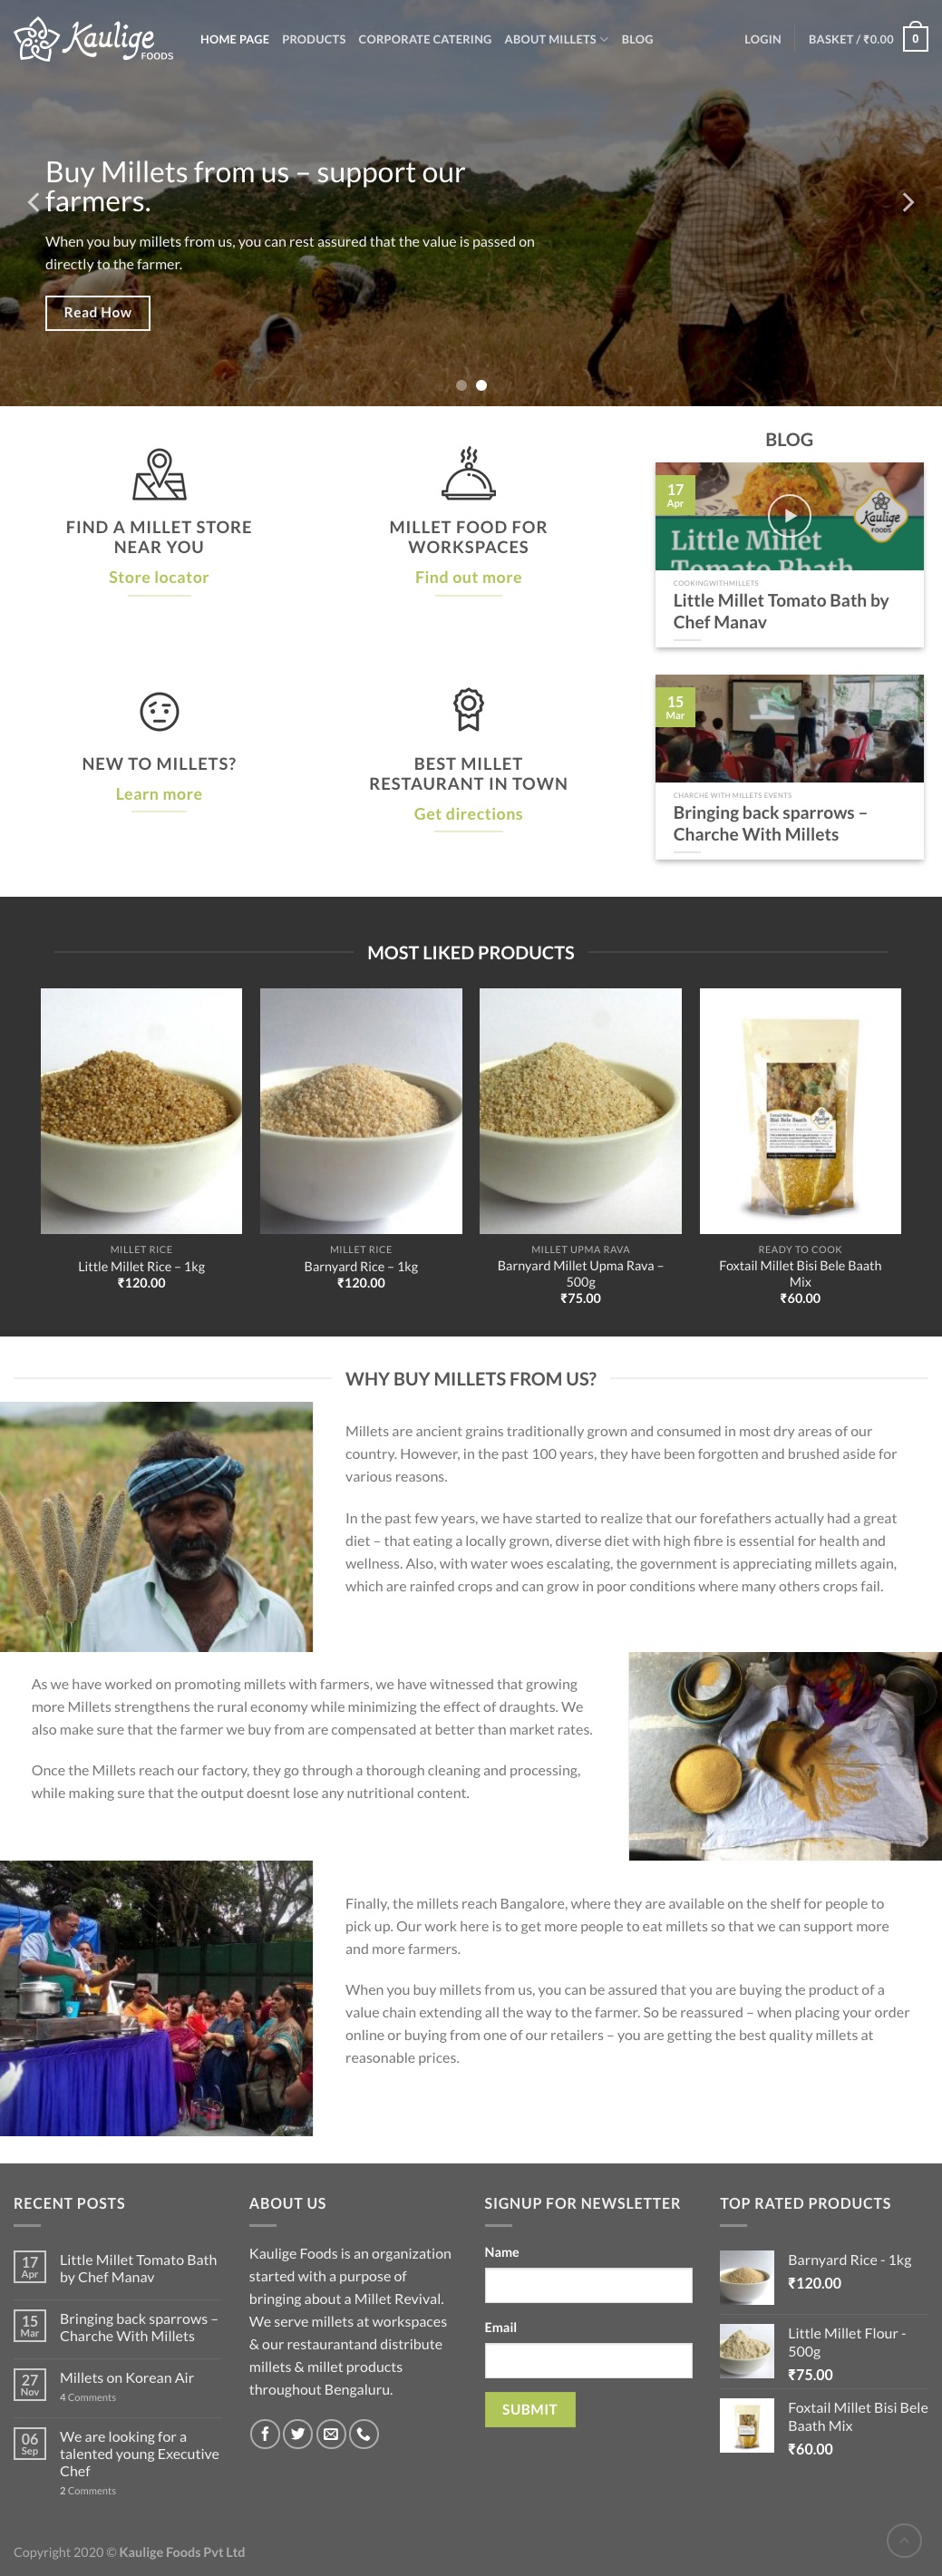 Kaulige
FOODS
HOME PAGE
PRODUCTS
CORPORATE CATERING
ABOUT MILLETS
BLOG
LOGIN
BASKET / ₹0.00
0
Buy Millets from us – support our
farmers.
When you buy millets from us, you can rest assured that the value is passed on
directly to the farmer.
Read How
FIND A MILLET STORE
NEAR YOU
Store locator
MILLET FOOD FOR
WORKSPACES
Find out more
NEW TO MILLETS?
Learn more
BEST MILLET
RESTAURANT IN TOWN
Get directions
BLOG
17
Apr
Kaulige
FOODS
Little Millet
Tomato Bhath
COOKINGWITHMILLETS
Little Millet Tomato Bath by
Chef Manav
15
Mar
CHARCHE WITH MILLETS EVENTS
Bringing back sparrows –
Charche With Millets
MOST LIKED PRODUCTS
MILLET RICE
Little Millet Rice – 1kg
₹120.00
MILLET RICE
Barnyard Rice – 1kg
₹120.00
MILLET UPMA RAVA
Barnyard Millet Upma Rava –
500g
₹75.00
Bisi Bele Baath
READY TO COOK
Foxtail Millet Bisi Bele Baath
Mix
₹60.00
WHY BUY MILLETS FROM US?
Millets are ancient grains traditionally grown and consumed in most dry areas of our
country. However, in the past 100 years, they have been forgotten and brushed aside for
various reasons.
In the past few years, we have started to realize that our forefathers actually had a great
diet – that eating a locally grown, diverse diet with high fibre is essential for health and
wellness. Also, with water woes escalating, the government is appreciating millets again,
which are rainfed crops and can grow in poor conditions where many others crops fail.
As we have worked on promoting millets with farmers, we have witnessed that growing
more Millets strengthens the rural economy while minimizing the effect of draughts. We
also make sure that the farmer we buy from are compensated at better than market rates.
Once the Millets reach our factory, they go through a thorough cleaning and processing,
while making sure that the output doesnt lose any nutritional content.
Finally, the millets reach Bangalore, where they are available on the shelf for people to
pick up. Our work here is to get more people to eat millets so that we can support more
and more farmers.
When you buy millets from us, you can be assured that you are buying the product of a
value chain extending all the way to the farmer. So be reassured – when placing your order
online or buying from one of our retailers – you are getting the best quality millets at
reasonable prices.
RECENT POSTS
17
Apr
Little Millet Tomato Bath
by Chef Manav
15
Mar
Bringing back sparrows –
Charche With Millets
27
Nov
Millets on Korean Air
4 Comments
06
Sep
We are looking for a
talented young Executive
Chef
2 Comments
ABOUT US
Kaulige Foods is an organization
started with a purpose of
bringing about a Millet Revival.
We serve millets at workspaces
& our restaurantand distribute
millets & millet products
throughout Bengaluru.
SIGNUP FOR NEWSLETTER
Name
Email
SUBMIT
TOP RATED PRODUCTS
Barnyard Rice - 1kg
₹120.00
Little Millet Flour -
500g
₹75.00
Foxtail Millet Bisi Bele
Baath Mix
₹60.00
Copyright 2020 © Kaulige Foods Pvt Ltd